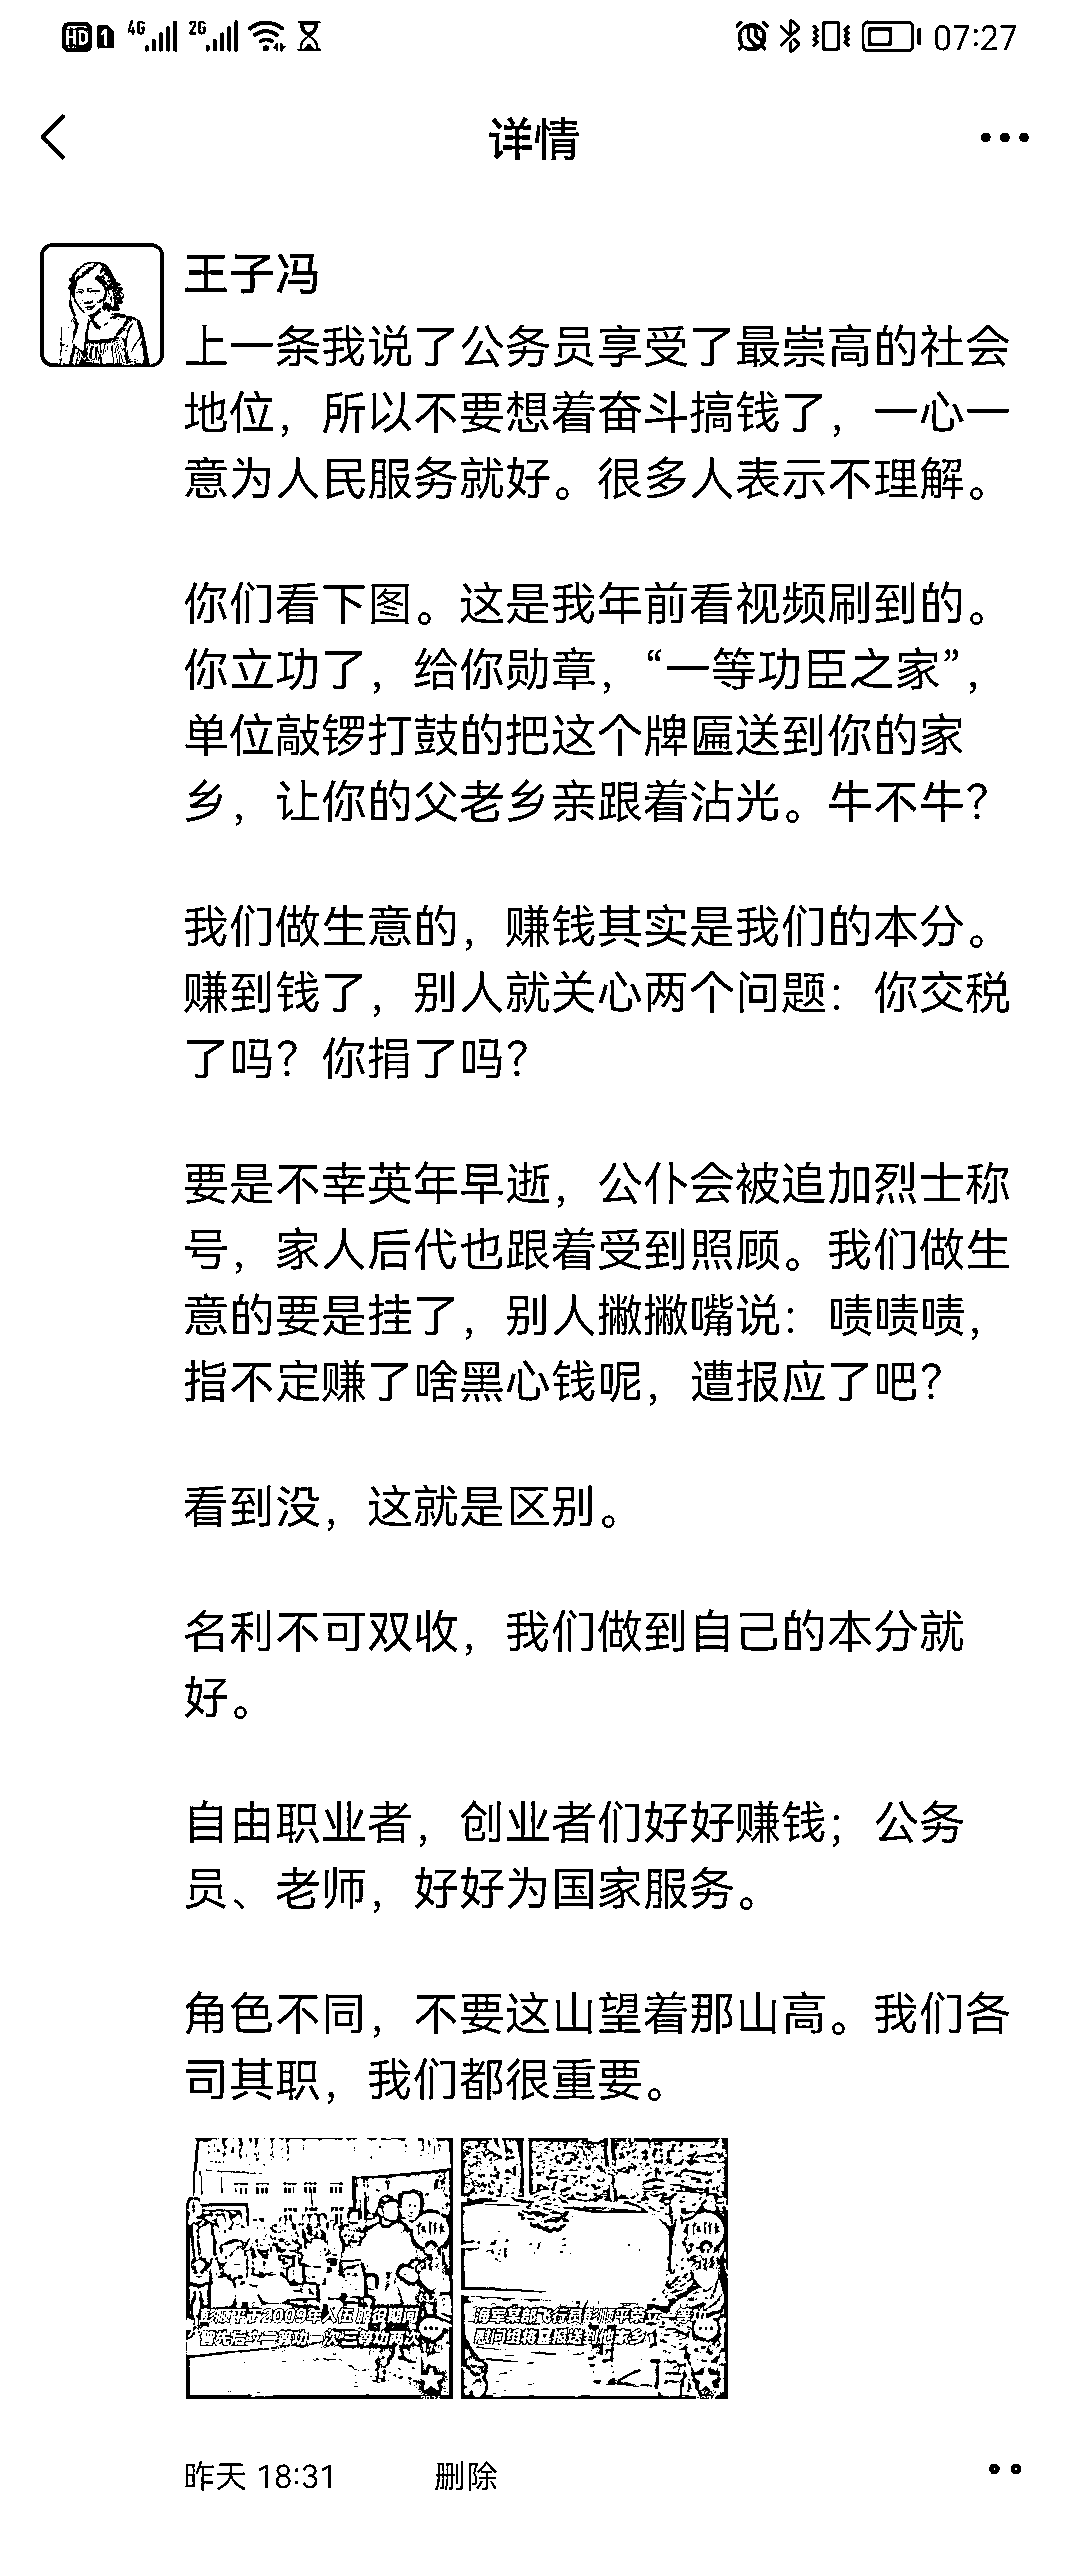 HD 1 4G 2G 07:27
详情
王子冯
上一条我说了公务员享受了最崇高的社会
地位，所以不要想着奋斗搞钱了，一心一
意为人民服务就好。很多人表示不理解。
你们看下图。这是我年前看视频刷到的。
你立功了，给你勋章，“一等功臣之家”，
单位敲锣打鼓的把这个牌匾送到你的家
乡，让你的父老乡亲跟着沾光。牛不牛？
我们做生意的，赚钱其实是我们的本分。
赚到钱了，别人就关心两个问题：你交税
了吗？你捐了吗？
要是不幸英年早逝，公仆会被追加烈士称
号，家人后代也跟着受到照顾。我们做生
意的要是挂了，别人撇撇嘴说：啧啧啧，
指不定赚了啥黑心钱呢，遭报应了吧？
看到没，这就是区别。
名利不可双收，我们做到自己的本分就
好。
自由职业者，创业者们好好赚钱；公务
员、老师，好好为国家服务。
角色不同，不要这山望着那山高。我们各
司其职，我们都很重要。
彭顺平于2009年入伍服役期间
曾先后立二等功一次三等功两次
海军某部飞行员彭顺平荣立一等功
慰问组将喜报送到他家乡
昨天 18:31 删除